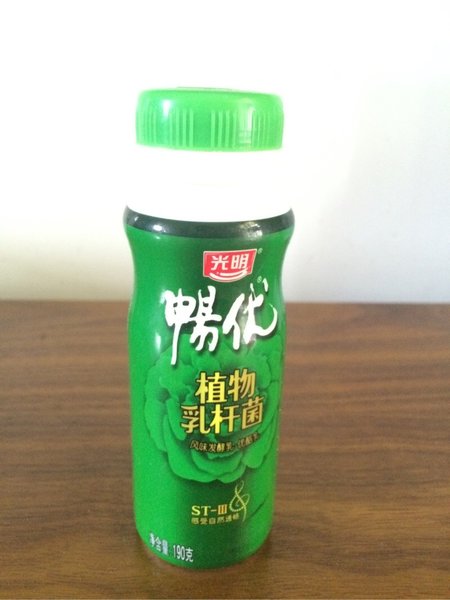 光明®
畅优®
植物
乳杆菌
风味发酵乳
ST-III
感受自然通畅
净含量:190克